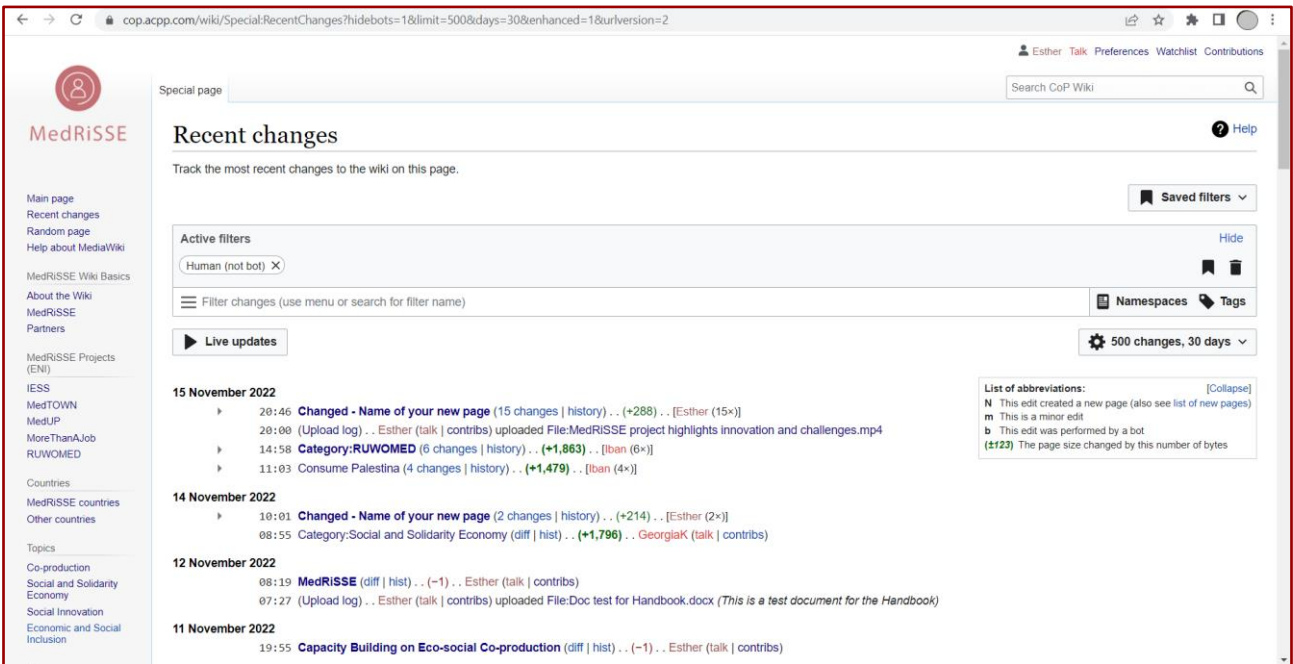 cop.acpp.com/wiki/Special:RecentChanges?hidebots=1&limit=500&days=30&enhanced=1&urlversion=2
Esther Talk Preferences Watchlist Contributions
MedRiSSE
Special page
Search CoP Wiki
Recent changes
Help
Track the most recent changes to the wiki on this page.
Saved filters
Active filters
Hide
Human (not bot)
Filter changes (use menu or search for filter name)
Namespaces
Tags
Live updates
500 changes, 30 days
Main page
Recent changes
Random page
Help about MediaWiki
MedRiSSE Wiki Basics
About the Wiki
MedRiSSE
Partners
MedRiSSE Projects
(ENI)
IESS
MedTOWN
MedUP
MoreThanAJob
RUWOMED
Countries
MedRiSSE countries
Other countries
Topics
Co-production
Social and Solidarity
Economy
Social Innovation
Economic and Social
Inclusion
15 November 2022
20:46 Changed - Name of your new page (15 changes | history) . . (+288) . . [Esther (15×)]
20:00 (Upload log) . . Esther (talk | contribs) uploaded File:MedRiSSE project highlights innovation and challenges.mp4
14:58 Category:RUWOMED (6 changes | history) . . (+1,863) . . [Iban (6×)]
11:03 Consume Palestina (4 changes | history) . . (+1,479) . . [Iban (4×)]
14 November 2022
10:01 Changed - Name of your new page (2 changes | history) . . (+214) . . [Esther (2×)]
08:55 Category:Social and Solidarity Economy (diff | hist) . . (+1,796) . . GeorgiaK (talk | contribs)
12 November 2022
08:19 MedRiSSE (diff | hist) . . (−1) . . Esther (talk | contribs)
07:27 (Upload log) . . Esther (talk | contribs) uploaded File:Doc test for Handbook.docx (This is a test document for the Handbook)
11 November 2022
19:55 Capacity Building on Eco-social Co-production (diff | hist) . . (−1) . . Esther (talk | contribs)
List of abbreviations: [Collapse]
N This edit created a new page (also see list of new pages)
m This is a minor edit
b This edit was performed by a bot
(±123) The page size changed by this number of bytes